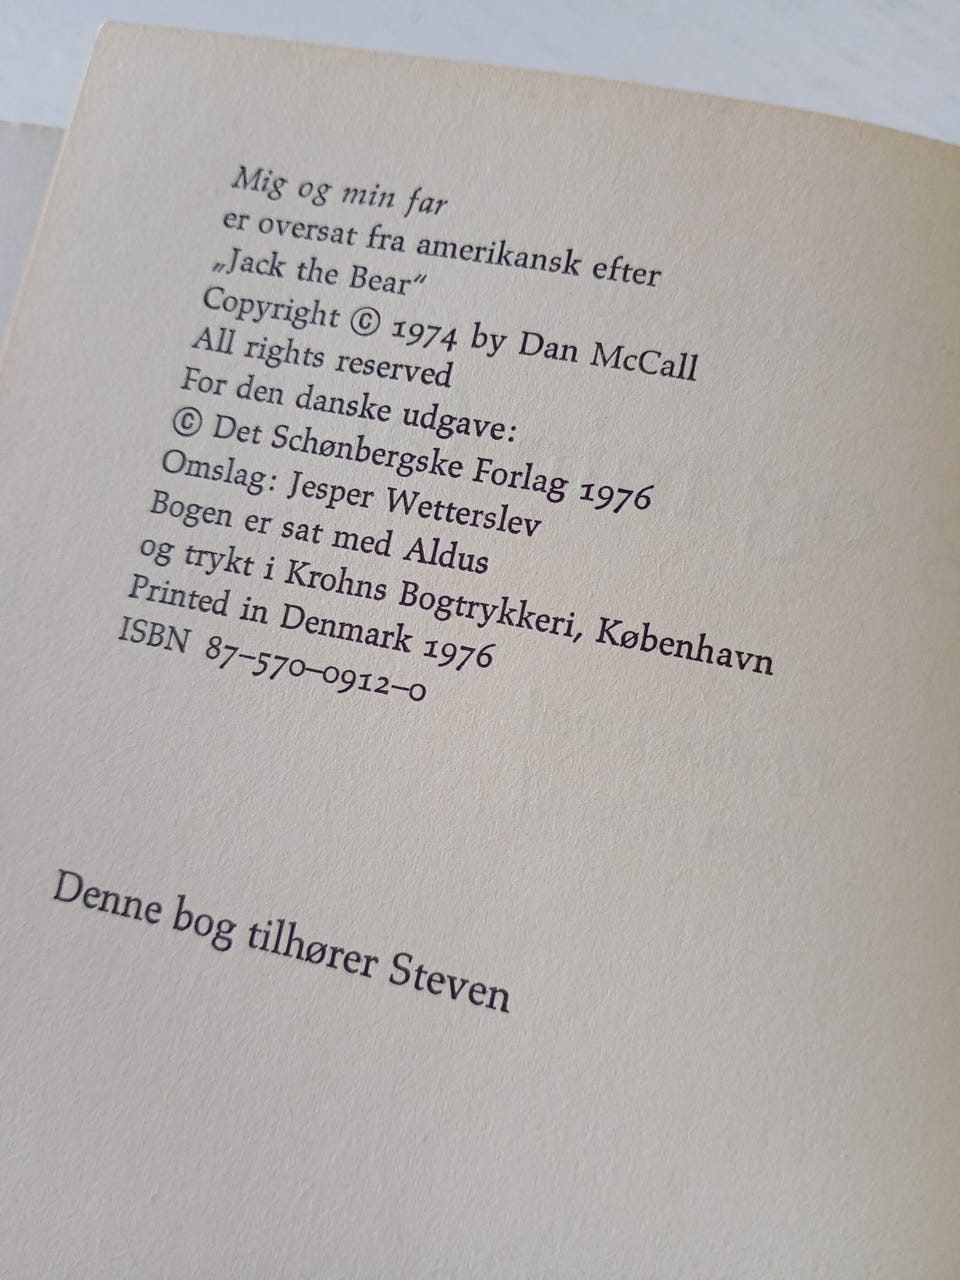 Mig og min far
er oversat fra amerikansk efter
„Jack the Bear“
Copyright © 1974 by Dan McCall
All rights reserved
For den danske udgave:
© Det Schønbergske Forlag 1976
Omslag: Jesper Wetterslev
Bogen er sat med Aldus
og trykt i Krohns Bogtrykkeri, København
Printed in Denmark 1976
ISBN 87–570–0912–0
Denne bog tilhører Steven